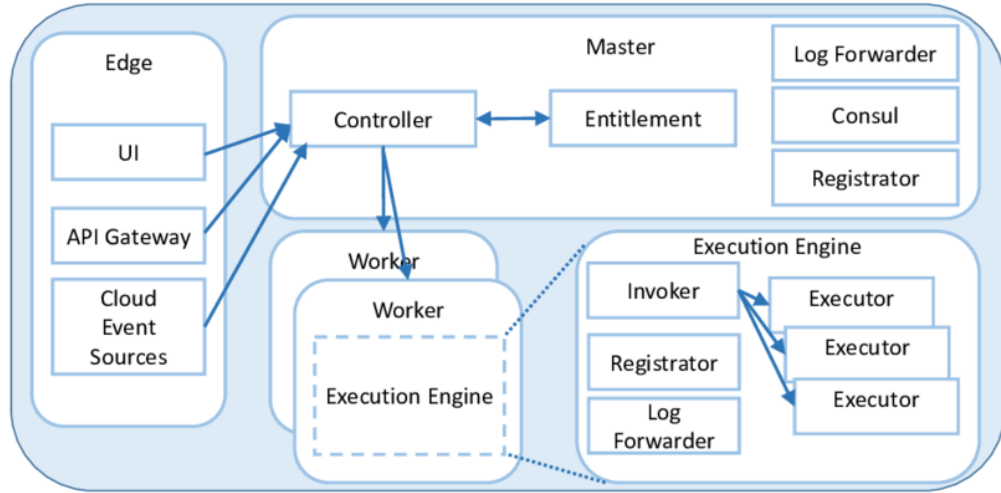 Edge
UI
API Gateway
Cloud
Event
Sources
Master
Controller
Entitlement
Log Forwarder
Consul
Registrator
Worker
Worker
Execution Engine
Execution Engine
Invoker
Registrator
Log
Forwarder
Executor
Executor
Executor